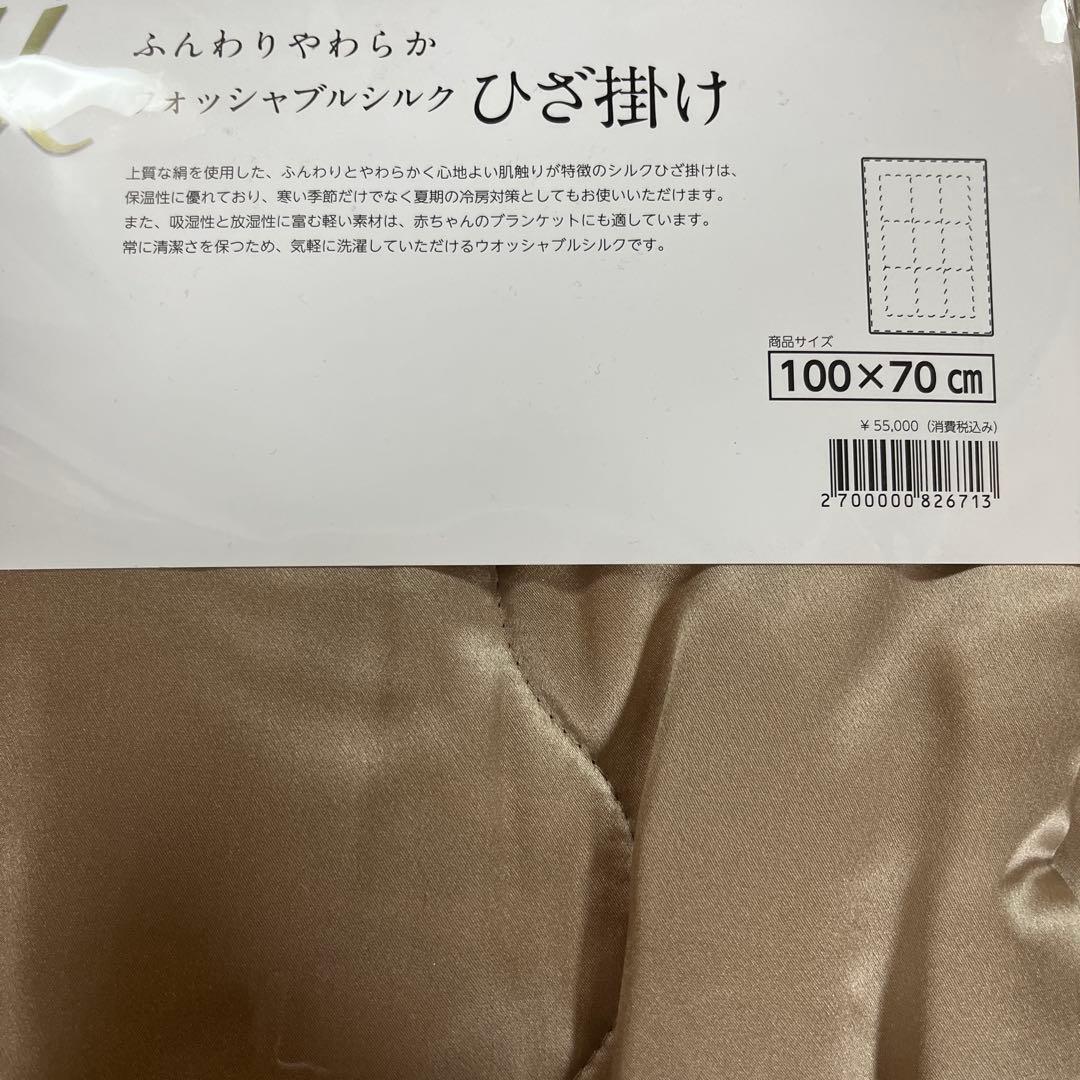 ふんわりやわらか
ウォッシャブルシルク ひざ掛け
上質な絹を使用した、ふんわりとやわらかく心地よい肌触りが特徴のシルクひざ掛けは、
保温性に優れており、寒い季節だけでなく夏期の冷房対策としてもお使いいただけます。
また、吸湿性と放湿性に富む軽い素材は、赤ちゃんのブランケットにも適しています。
常に清潔さを保つため、気軽に洗濯していただけるウオッシャブルシルクです。
商品サイズ
100×70 cm
¥ 55,000（消費税込み）
2 700000 826713